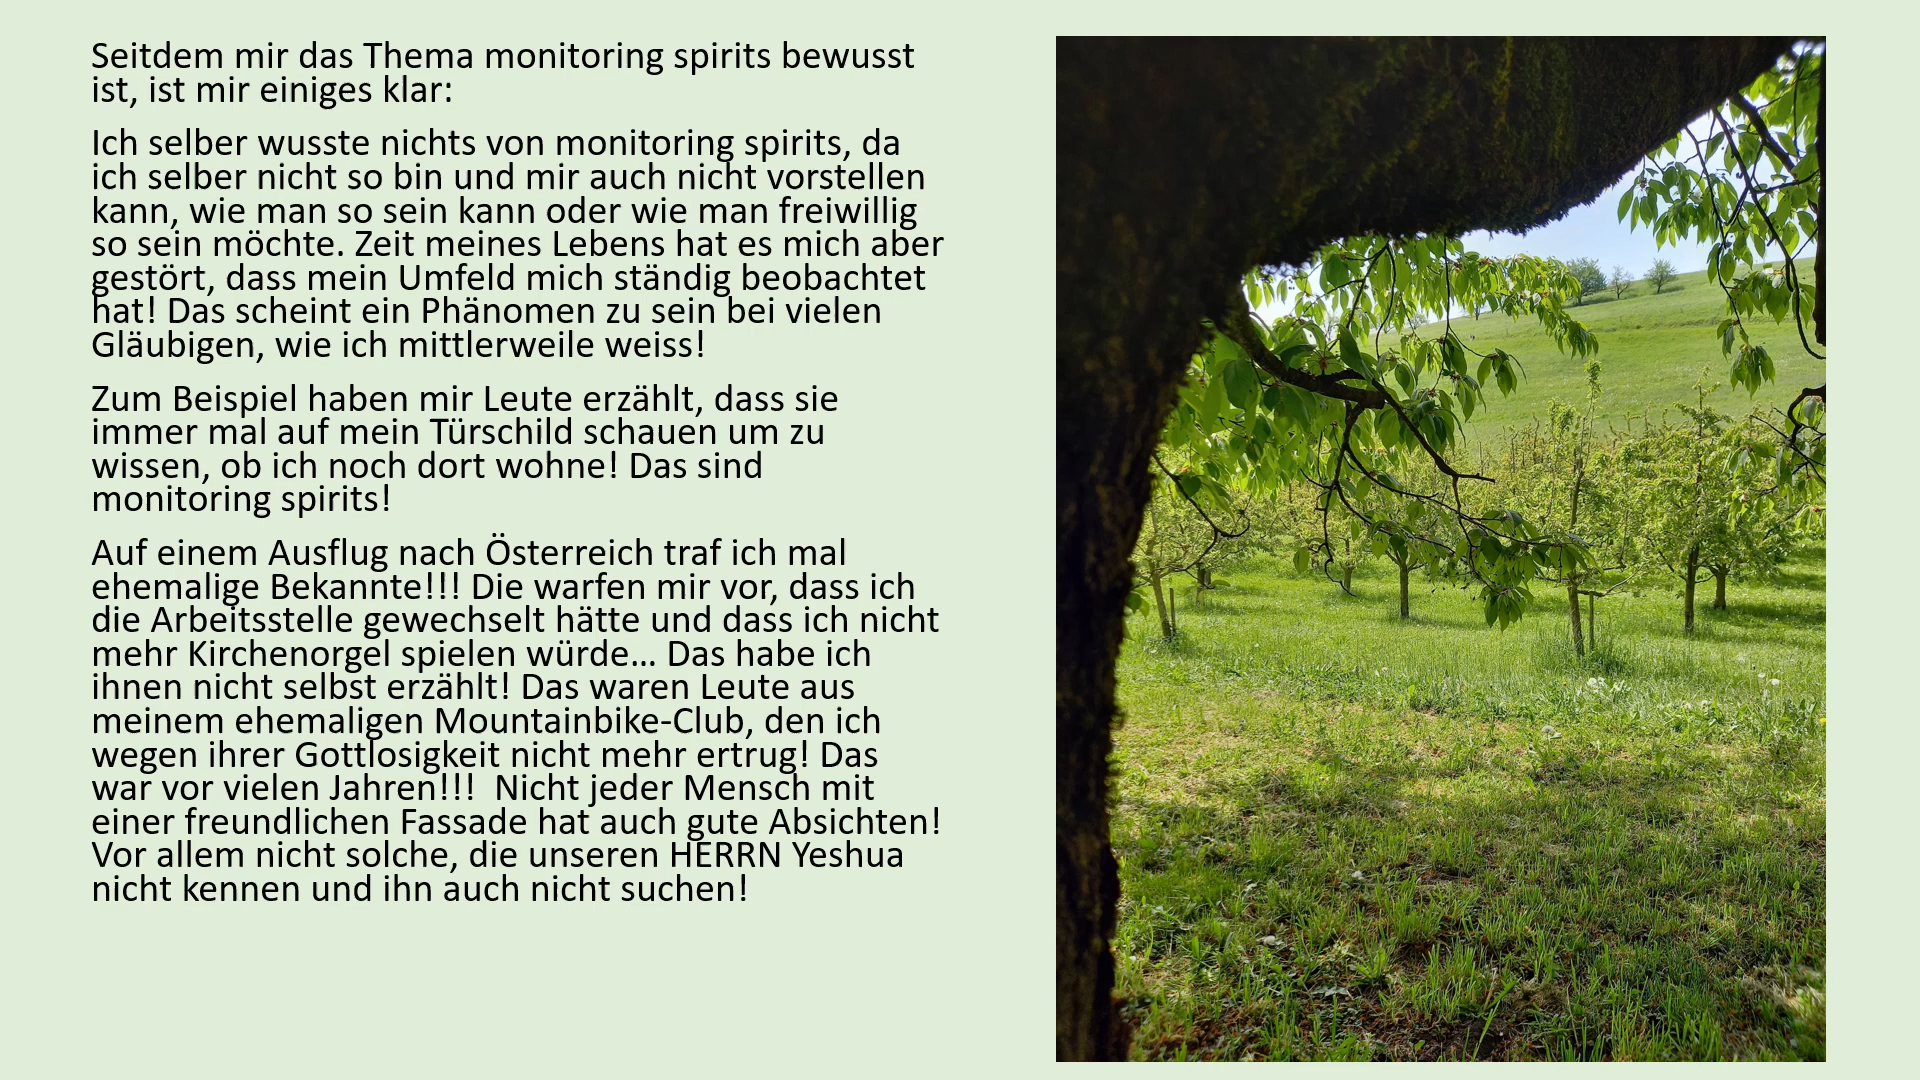 Seitdem mir das Thema monitoring spirits bewusst
ist, ist mir einiges klar:
Ich selber wusste nichts von monitoring spirits, da
ich selber nicht so bin und mir auch nicht vorstellen
kann, wie man so sein kann oder wie man freiwillig
so sein möchte. Zeit meines Lebens hat es mich aber
gestört, dass mein Umfeld mich ständig beobachtet
hat! Das scheint ein Phänomen zu sein bei vielen
Gläubigen, wie ich mittlerweile weiss!
Zum Beispiel haben mir Leute erzählt, dass sie
immer mal auf mein Türschild schauen um zu
wissen, ob ich noch dort wohne! Das sind
monitoring spirits!
Auf einem Ausflug nach Österreich traf ich mal
ehemalige Bekannte!!! Die warfen mir vor, dass ich
die Arbeitsstelle gewechselt hätte und dass ich nicht
mehr Kirchenorgel spielen würde… Das habe ich
ihnen nicht selbst erzählt! Das waren Leute aus
meinem ehemaligen Mountainbike-Club, den ich
wegen ihrer Gottlosigkeit nicht mehr ertrug! Das
war vor vielen Jahren!!!  Nicht jeder Mensch mit
einer freundlichen Fassade hat auch gute Absichten!
Vor allem nicht solche, die unseren HERRN Yeshua
nicht kennen und ihn auch nicht suchen!